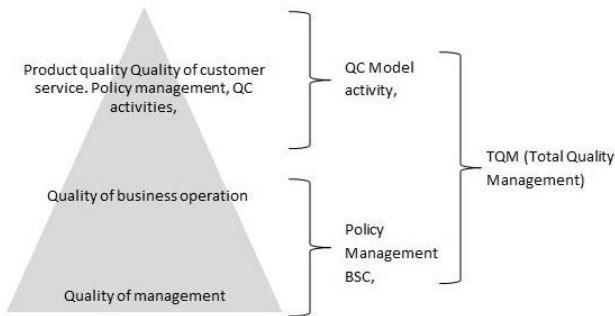 Product quality Quality of customer
service. Policy management, QC
activities,
QC Model
activity,
TQM (Total Quality
Management)
Quality of business operation
Policy
Management
BSC,
Quality of management